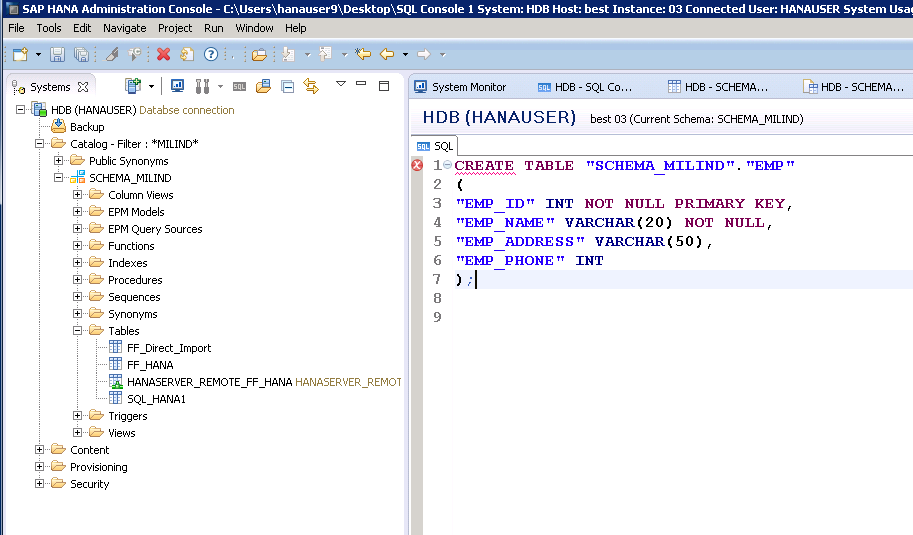 SAP HANA Administration Console - C:\Users\hanauser9\Desktop\SQL Console 1 System: HDB Host: best Instance: 03 Connected User: HANAUSER System Usag
File Tools Edit Navigate Project Run Window Help
SQL
Systems
System Monitor
SQL HDB - SQL Co...
HDB - SCHEMA...
HDB - SCHEMA...
HDB (HANAUSER) Databse connection
Backup
Catalog - Filter : *MILIND*
Public Synonyms
SCHEMA_MILIND
Column Views
EPM Models
EPM Query Sources
Functions
Indexes
Procedures
Sequences
Synonyms
Tables
FF_Direct_Import
FF_HANA
HANASERVER_REMOTE_FF_HANA HANASERVER_REMOT
SQL_HANA1
Triggers
Views
Content
Provisioning
Security
HDB (HANAUSER) best 03 (Current Schema: SCHEMA_MILIND)
SQL SQL
1 CREATE TABLE "SCHEMA_MILIND"."EMP"
2 (
3 "EMP_ID" INT NOT NULL PRIMARY KEY,
4 "EMP_NAME" VARCHAR(20) NOT NULL,
5 "EMP_ADDRESS" VARCHAR(50),
6 "EMP_PHONE" INT
7 );
8
9